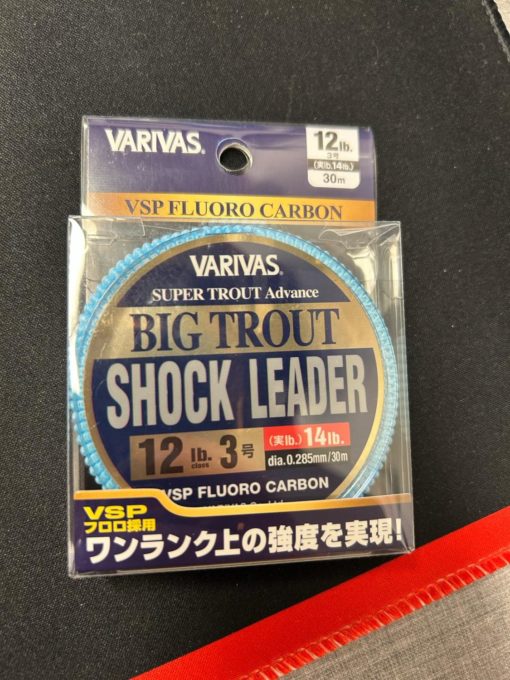 VARIVAS®
12lb.
3号
(実lb.14lb.)
30m
VSP FLUORO CARBON
VARIVAS®
SUPER TROUT Advance
BIG TROUT
SHOCK LEADER
12 lb. class 3号
(実lb.) 14lb.
dia.0.285mm/30m
VSP FLUORO CARBON
VSP
フロロ採用
ワンランク上の強度を実現!